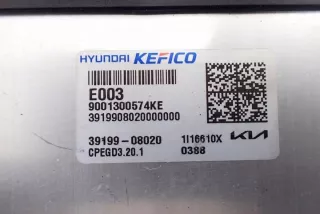 HYUNDAI KEFICO
E003
9001300574KE
3919908020000000
39199-08020 1I16610X KIA
CPEGD3.20.1 0388